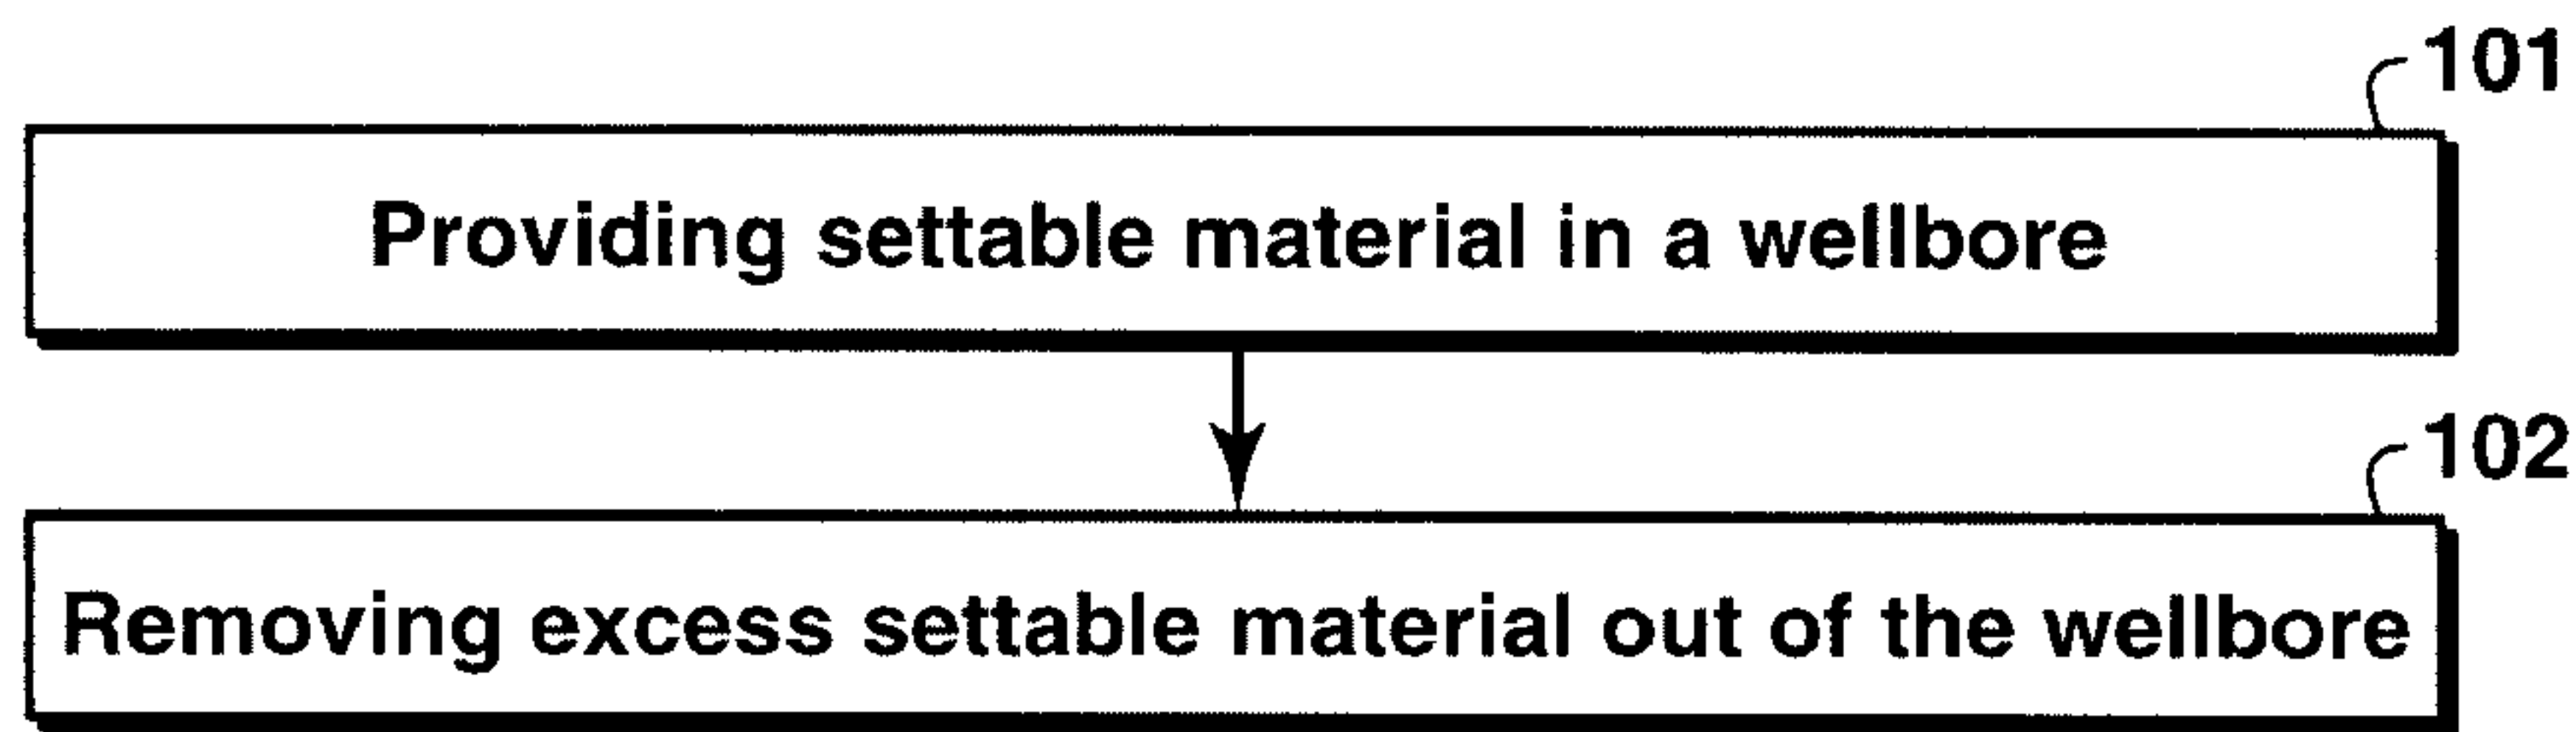 101
Providing settable material in a wellbore
102
Removing excess settable material out of the wellbore